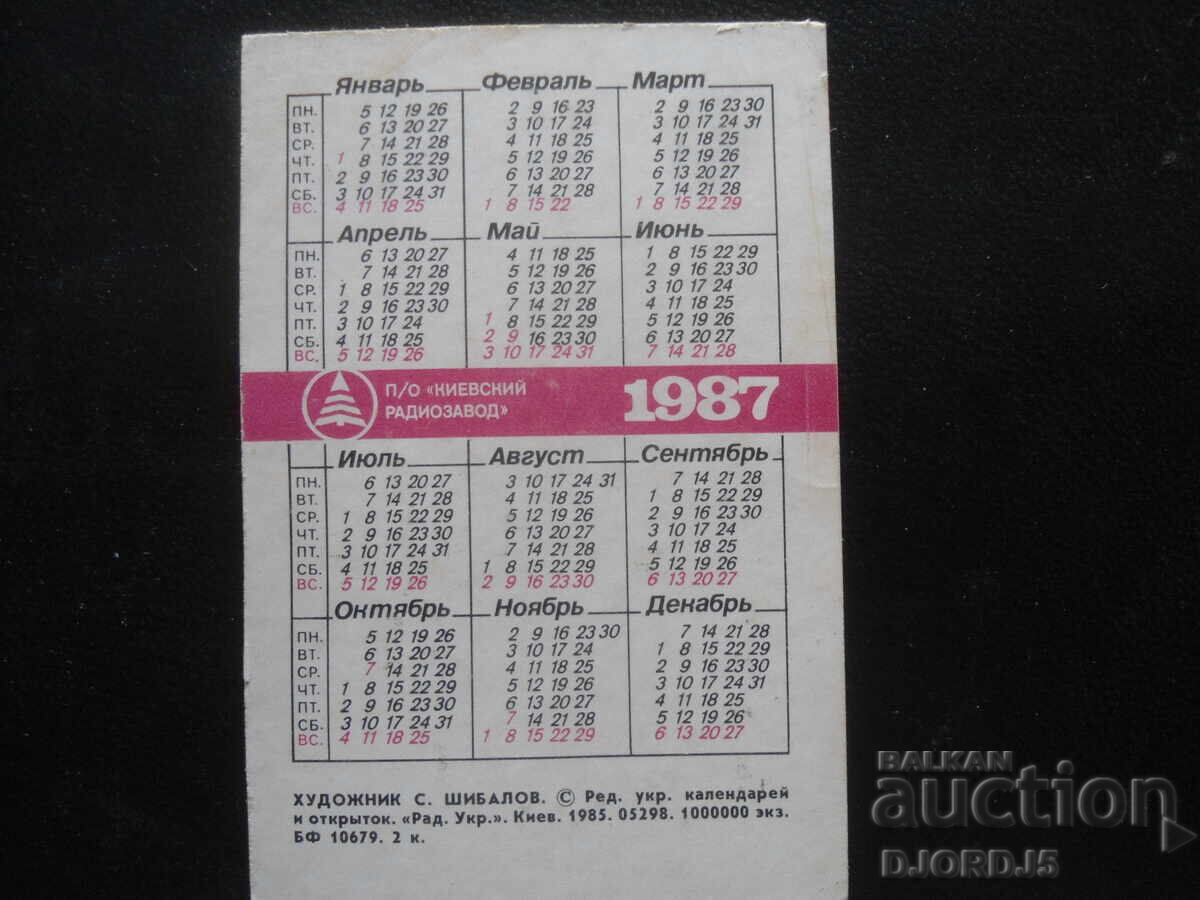 Январь Февраль Март
ПН. 5 12 19 26 2 9 16 23 2 9 16 23 30
ВТ. 6 13 20 27 3 10 17 24 3 10 17 24 31
СР. 7 14 21 28 4 11 18 25 4 11 18 25
ЧТ. 1 8 15 22 29 5 12 19 26 5 12 19 26
ПТ. 2 9 16 23 30 6 13 20 27 6 13 20 27
СБ. 3 10 17 24 31 7 14 21 28 7 14 21 28
ВС. 4 11 18 25 1 8 15 22 1 8 15 22 29
Апрель Май Июнь
ПН. 6 13 20 27 4 11 18 25 1 8 15 22 29
ВТ. 7 14 21 28 5 12 19 26 2 9 16 23 30
СР. 1 8 15 22 29 6 13 20 27 3 10 17 24
ЧТ. 2 9 16 23 30 7 14 21 28 4 11 18 25
ПТ. 3 10 17 24 1 8 15 22 29 5 12 19 26
СБ. 4 11 18 25 2 9 16 23 30 6 13 20 27
ВС. 5 12 19 26 3 10 17 24 31 7 14 21 28
П/О «КИЕВСКИЙ
РАДИОЗАВОД»
1987
Июль Август Сентябрь
ПН. 6 13 20 27 3 10 17 24 31 7 14 21 28
ВТ. 7 14 21 28 4 11 18 25 1 8 15 22 29
СР. 1 8 15 22 29 5 12 19 26 2 9 16 23 30
ЧТ. 2 9 16 23 30 6 13 20 27 3 10 17 24
ПТ. 3 10 17 24 31 7 14 21 28 4 11 18 25
СБ. 4 11 18 25 1 8 15 22 29 5 12 19 26
ВС. 5 12 19 26 2 9 16 23 30 6 13 20 27
Октябрь Ноябрь Декабрь
ПН. 5 12 19 26 2 9 16 23 30 7 14 21 28
ВТ. 6 13 20 27 3 10 17 24 1 8 15 22 29
СР. 7 14 21 28 4 11 18 25 2 9 16 23 30
ЧТ. 1 8 15 22 29 5 12 19 26 3 10 17 24 31
ПТ. 2 9 16 23 30 6 13 20 27 4 11 18 25
СБ. 3 10 17 24 31 7 14 21 28 5 12 19 26
ВС. 4 11 18 25 1 8 15 22 29 6 13 20 27
ХУДОЖНИК С. ШИБАЛОВ. © Ред. укр. календарей
и открыток. «Рад. Укр.». Киев. 1985. 05298. 1000000 экз.
БФ 10679. 2 к.
BALKAN
auction
DJORDJ5